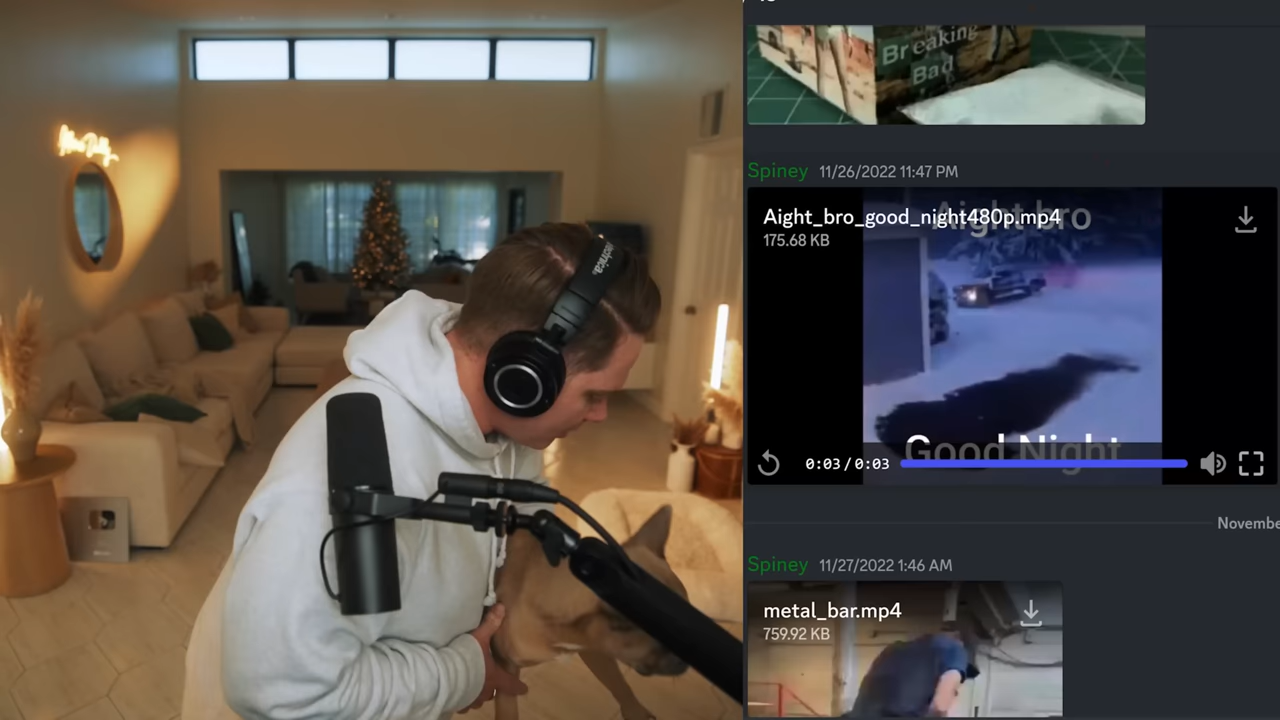 Breaking
Bad
Spiney 11/26/2022 11:47 PM
Aight_bro_good_night480p.mp4
175.68 KB
Aight bro
Good Night
0:03 / 0:03
Novembe
Spiney 11/27/2022 1:46 AM
metal_bar.mp4
759.92 KB